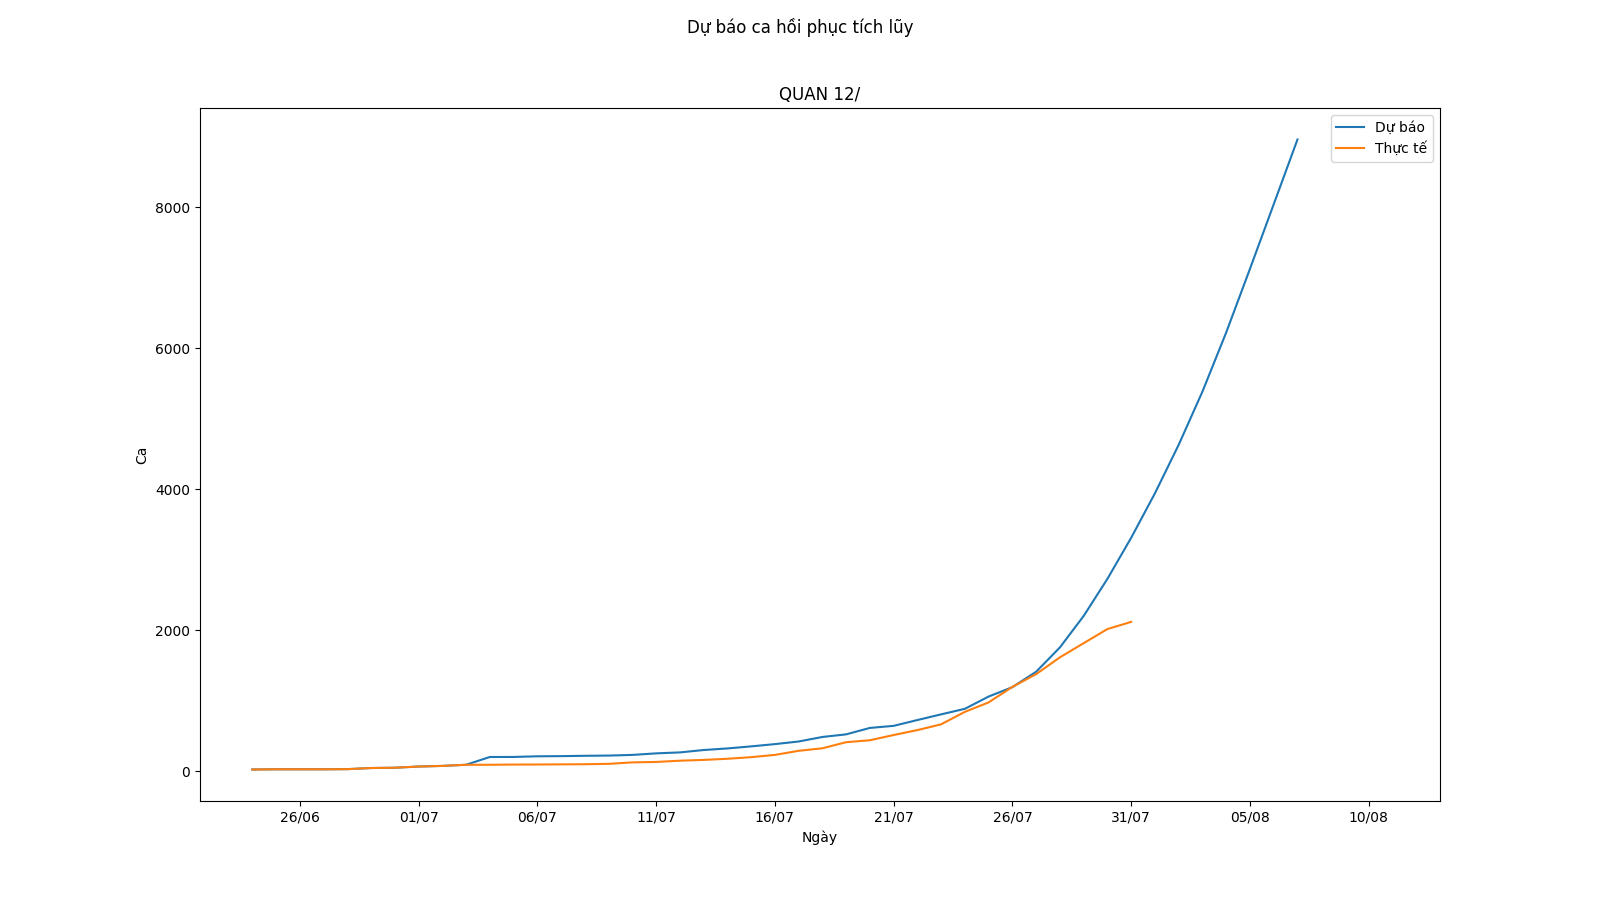 Dự báo ca hồi phục tích lũy
QUAN 12/
Dự báo
Thực tế
8000
6000
4000
2000
0
Ca
26/06
01/07
06/07
11/07
16/07
21/07
26/07
31/07
05/08
10/08
Ngày